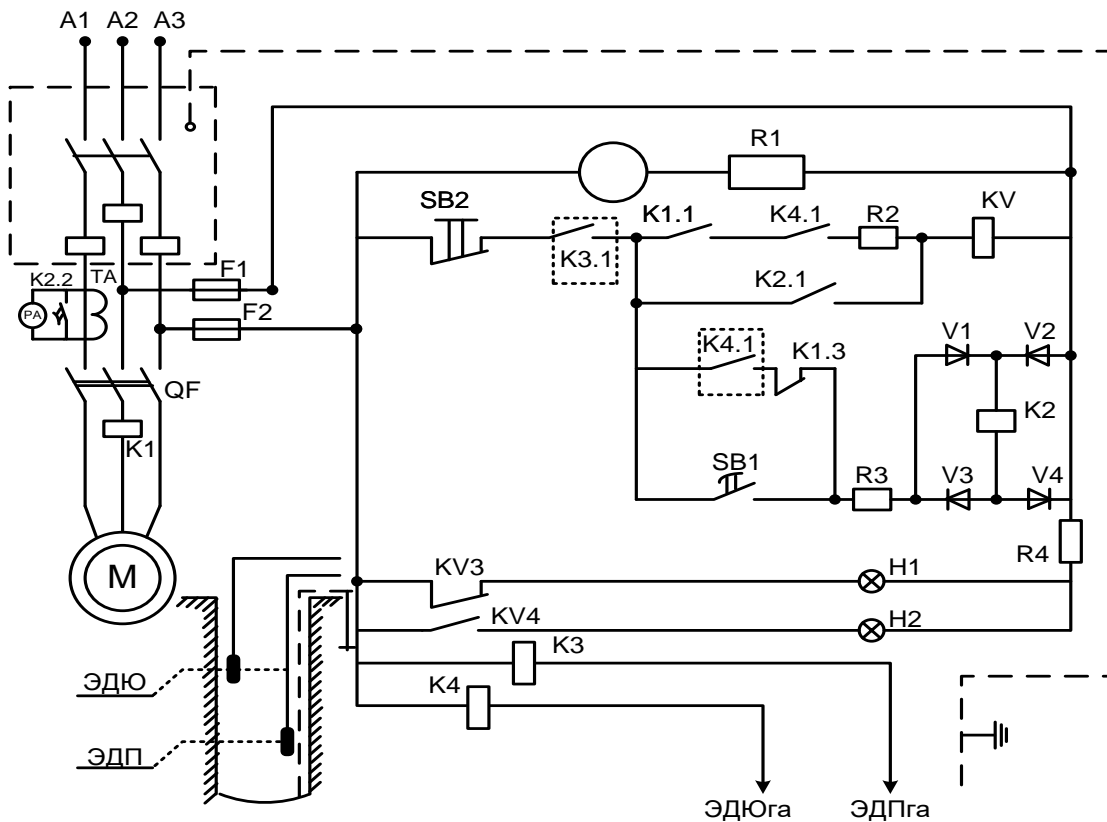 A1 A2 A3
R1
SB2
K1.1
K4.1
R2
KV
K3.1
K2.2
TA
F1
PA
F2
K2.1
V1
V2
K4.1
K1.3
QF
K2
K1
SB1
R3
V3
V4
R4
M
KV3
H1
KV4
H2
K3
ЭДЮ
K4
ЭДП
ЭДЮга
ЭДПга